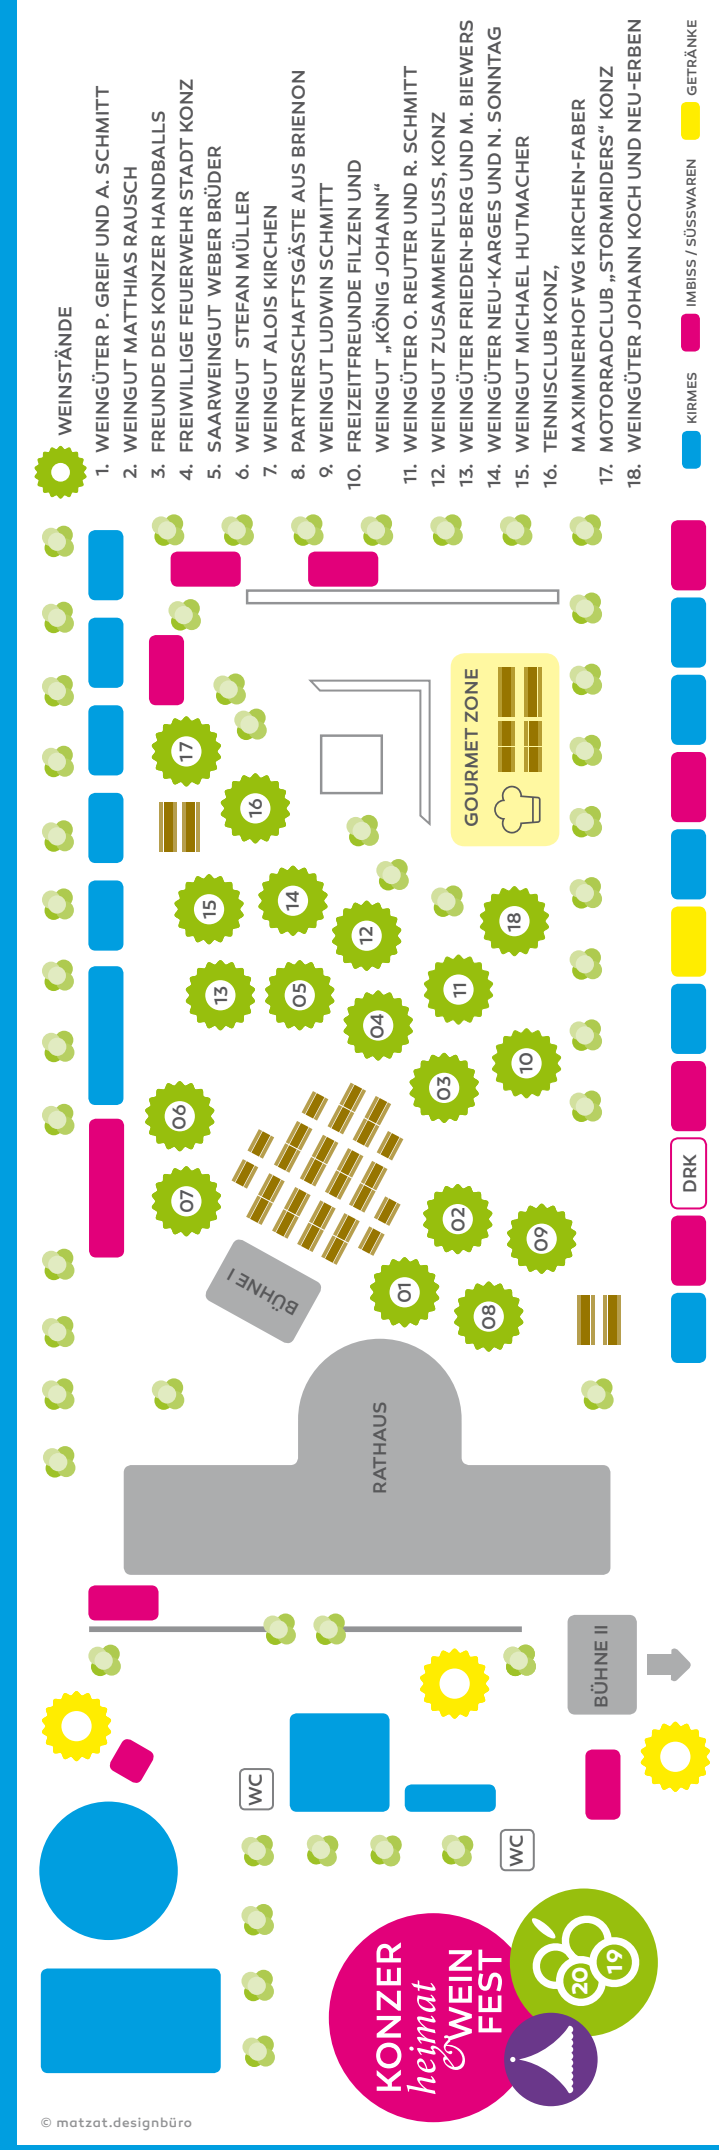 WEINSTÄNDE
1. WEINGÜTER P. GREIF UND A. SCHMITT
2. WEINGUT MATTHIAS RAUSCH
3. FREUNDE DES KONZER HANDBALLS
4. FREIWILLIGE FEUERWEHR STADT KONZ
5. SAARWEINGUT WEBER BRÜDER
6. WEINGUT STEFAN MÜLLER
7. WEINGUT ALOIS KIRCHEN
8. PARTNERSCHAFTSGÄSTE AUS BRIENON
9. WEINGUT LUDWIN SCHMITT
10. FREIZEITFREUNDE FILZEN UND
WEINGUT „KÖNIG JOHANN“
11. WEINGÜTER O. REUTER UND R. SCHMITT
12. WEINGUT ZUSAMMENFLUSS, KONZ
13. WEINGÜTER FRIEDEN-BERG UND M. BIEWERS
14. WEINGÜTER NEU-KARGES UND N. SONNTAG
15. WEINGUT MICHAEL HUTMACHER
16. TENNISCLUB KONZ,
MAXIMINERHOF WG KIRCHEN-FABER
17. MOTORRADCLUB „STORMRIDERS“ KONZ
18. WEINGÜTER JOHANN KOCH UND NEU-ERBEN
KIRMES
IMBISS / SÜSSWAREN
GETRÄNKE
GOURMET ZONE
17
16
15
14
12
18
13
05
04
11
03
10
06
07
02
09
01
08
DRK
BÜHNE I
RATHAUS
BÜHNE II
WC
WC
KONZER
heimat
&WEIN
FEST
20
19
© matzat.designbüro